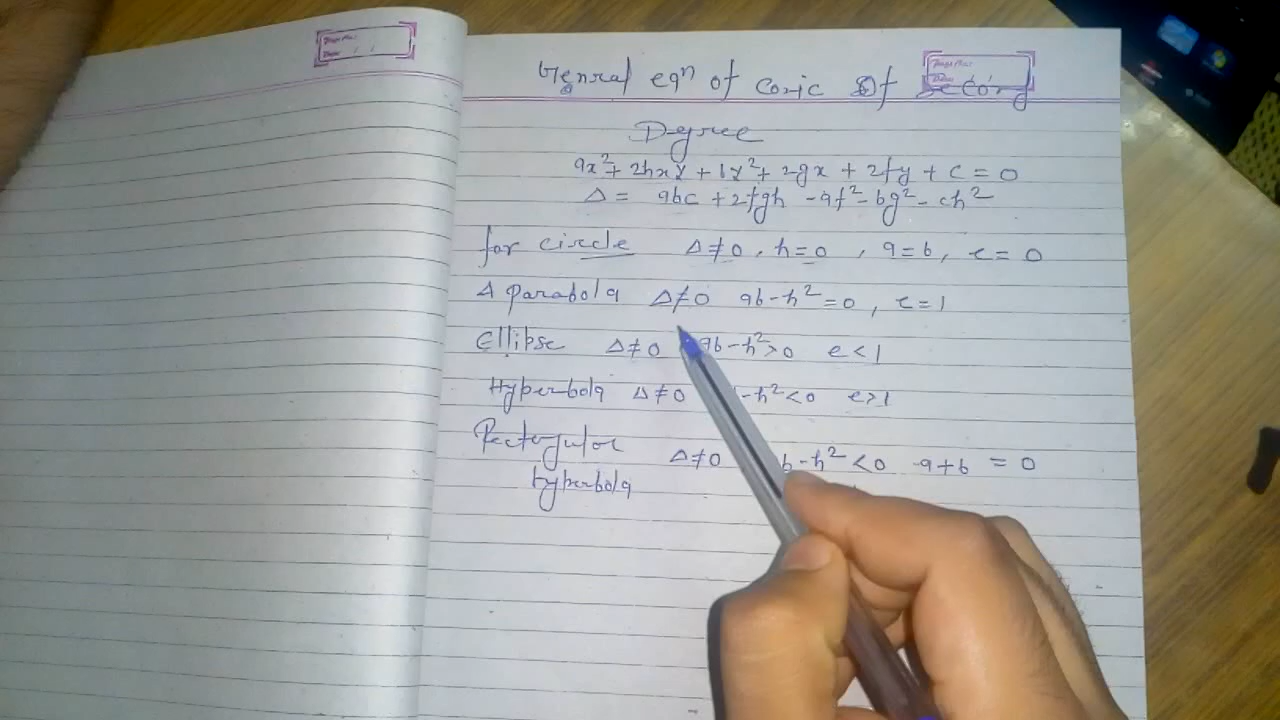 General eqn of conic of second
Degree
ax²+ 2hxy + by²+ 2gx + 2fy + c = 0
Δ = abc + 2fgh - af² - bg² - ch²
for circle Δ≠0, h=0, a=b, e=0
A parabola Δ≠0 ab-h²=0, e=1
Ellipse Δ≠0 ab-h²>0 e<1
Hyperbola Δ≠0 -h²<0 e>1
Δ≠0 b-h²<0 a+b = 0
hyperbola